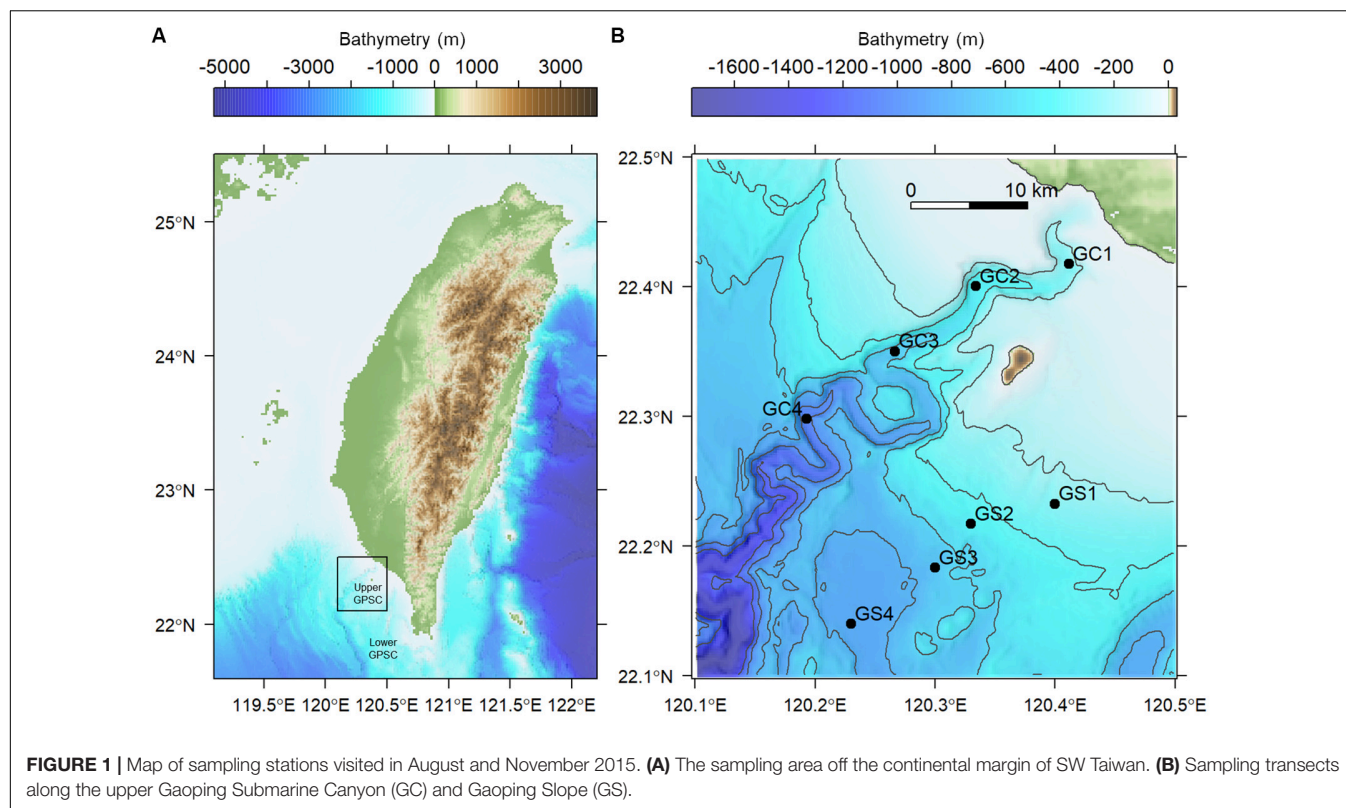 A
Bathymetry (m)
-5000 -3000 -1000 0 1000 3000
25°N
24°N
23°N
22°N
Upper
GPSC
Lower
GPSC
119.5°E 120°E 120.5°E 121°E 121.5°E 122°E
B
Bathymetry (m)
-1600 -1400 -1200 -1000 -800 -600 -400 -200 0
22.5°N
22.4°N
22.3°N
22.2°N
22.1°N
0 10 km
GC1
GC2
GC3
GC4
GS1
GS2
GS3
GS4
120.1°E 120.2°E 120.3°E 120.4°E 120.5°E
FIGURE 1 | Map of sampling stations visited in August and November 2015. (A) The sampling area off the continental margin of SW Taiwan. (B) Sampling transects
along the upper Gaoping Submarine Canyon (GC) and Gaoping Slope (GS).